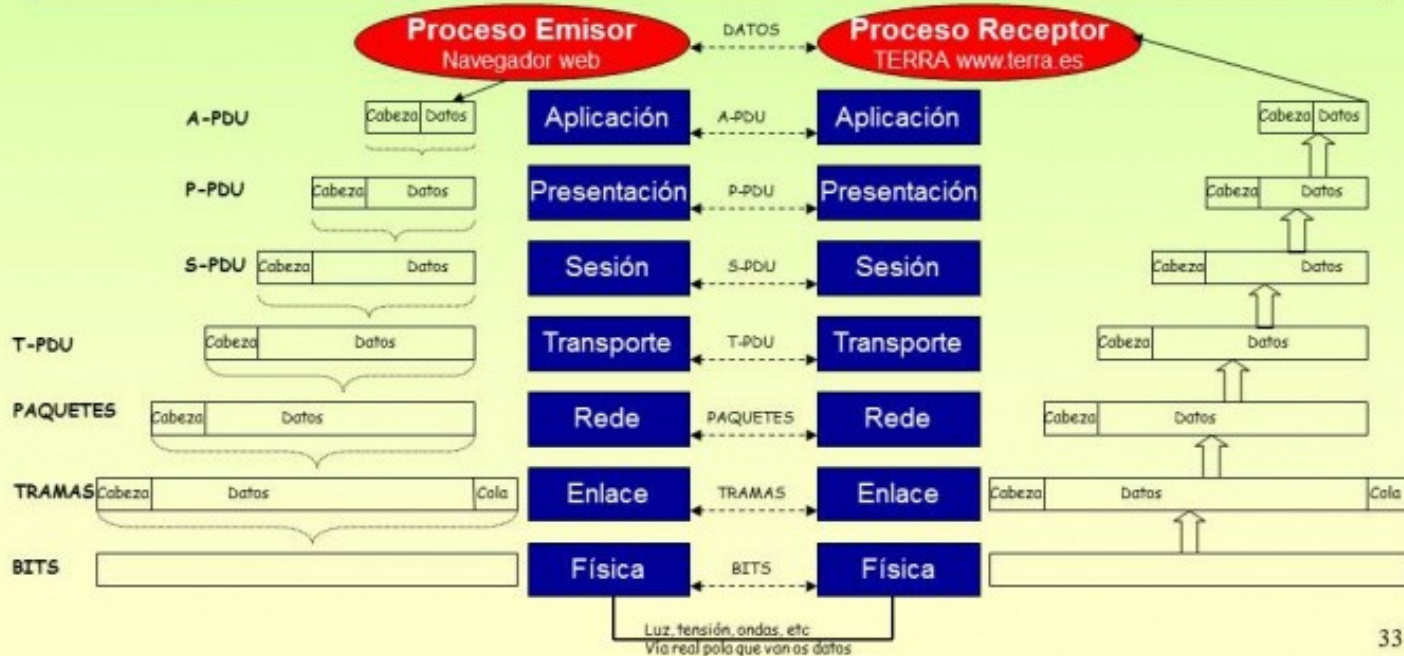 Proceso Emisor
Navegador web
DATOS
Proceso Receptor
TERRA www.terra.es
A-PDU
Cabeza Datos
Aplicación
A-PDU
Aplicación
Cabeza Datos
P-PDU
Cabeza Datos
Presentación
P-PDU
Presentación
Cabeza Datos
S-PDU
Cabeza Datos
Sesión
S-PDU
Sesión
Cabeza Datos
T-PDU
Cabeza Datos
Transporte
T-PDU
Transporte
Cabeza Datos
PAQUETES
Cabeza Datos
Rede
PAQUETES
Rede
Cabeza Datos
TRAMAS
Cabeza Datos Cola
Enlace
TRAMAS
Enlace
Cabeza Datos Cola
BITS
Física
BITS
Física
Luz, tensión, ondas, etc
Vía real pola que van os datos
33